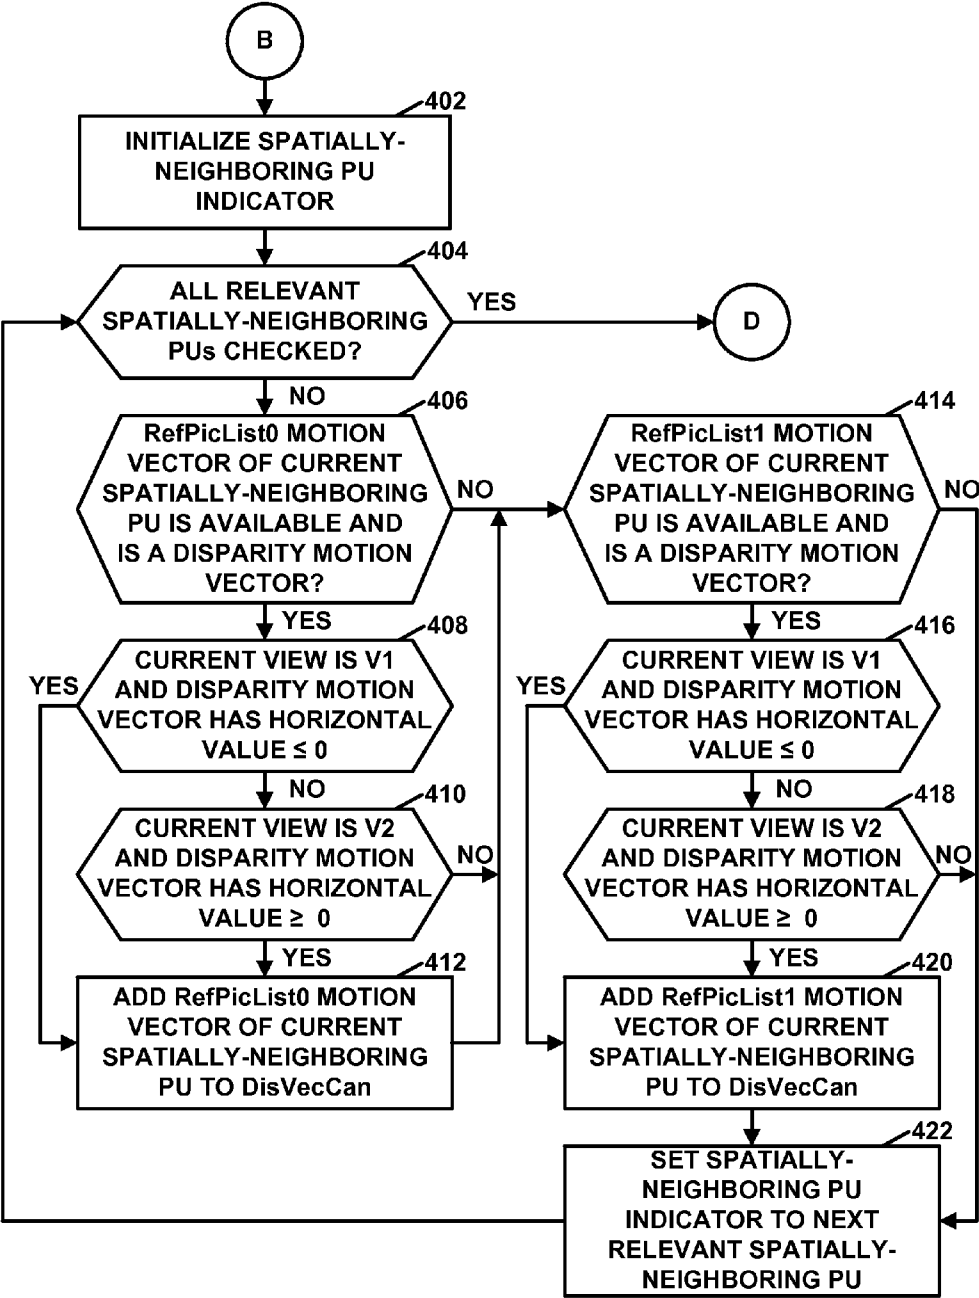 B
402
INITIALIZE SPATIALLY-
NEIGHBORING PU
INDICATOR
404
ALL RELEVANT
SPATIALLY-NEIGHBORING
PUs CHECKED?
YES
D
NO
406
RefPicList0 MOTION
VECTOR OF CURRENT
SPATIALLY-NEIGHBORING
PU IS AVAILABLE AND
IS A DISPARITY MOTION
VECTOR?
NO
YES
408
CURRENT VIEW IS V1
AND DISPARITY MOTION
VECTOR HAS HORIZONTAL
VALUE ≤ 0
YES
NO
410
CURRENT VIEW IS V2
AND DISPARITY MOTION
VECTOR HAS HORIZONTAL
VALUE ≥ 0
NO
YES
412
ADD RefPicList0 MOTION
VECTOR OF CURRENT
SPATIALLY-NEIGHBORING
PU TO DisVecCan
414
RefPicList1 MOTION
VECTOR OF CURRENT
SPATIALLY-NEIGHBORING
PU IS AVAILABLE AND
IS A DISPARITY MOTION
VECTOR?
NO
YES
416
CURRENT VIEW IS V1
AND DISPARITY MOTION
VECTOR HAS HORIZONTAL
VALUE ≤ 0
YES
NO
418
CURRENT VIEW IS V2
AND DISPARITY MOTION
VECTOR HAS HORIZONTAL
VALUE ≥ 0
NO
YES
420
ADD RefPicList1 MOTION
VECTOR OF CURRENT
SPATIALLY-NEIGHBORING
PU TO DisVecCan
422
SET SPATIALLY-
NEIGHBORING PU
INDICATOR TO NEXT
RELEVANT SPATIALLY-
NEIGHBORING PU